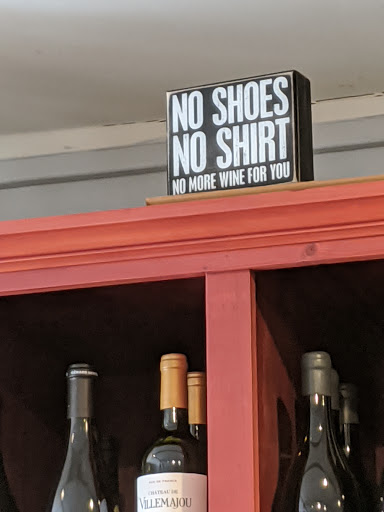 NO SHOES
NO SHIRT
NO MORE WINE FOR YOU
CHATEAU DE
VILLEMAJOU